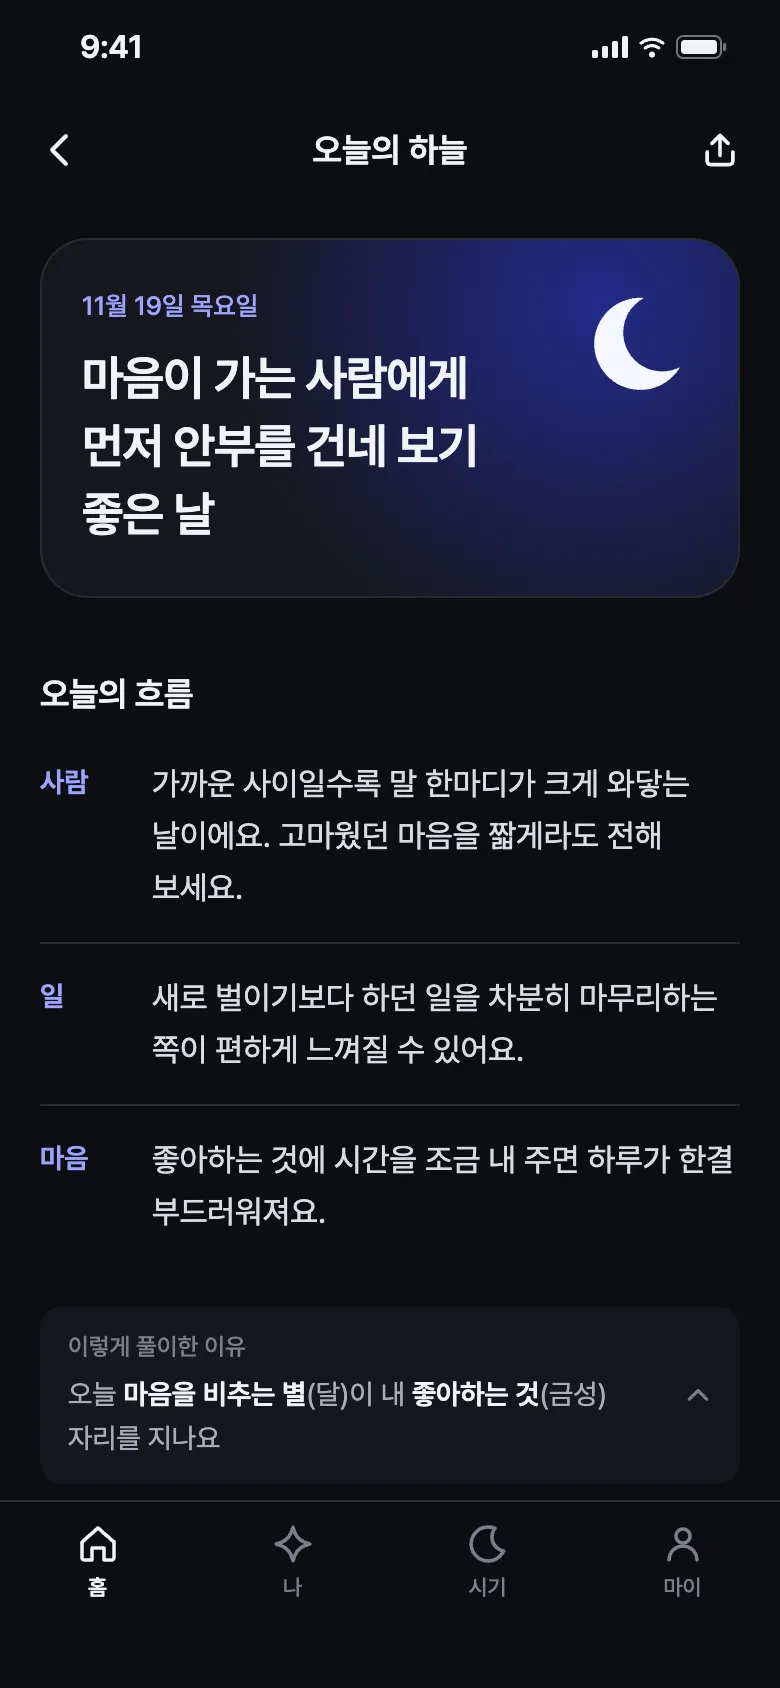 9:41
오늘의 하늘
11월 19일 목요일
마음이 가는 사람에게
먼저 안부를 건네 보기
좋은 날
오늘의 흐름
사람
가까운 사이일수록 말 한마디가 크게 와닿는
날이에요. 고마웠던 마음을 짧게라도 전해
보세요.
일
새로 벌이기보다 하던 일을 차분히 마무리하는
쪽이 편하게 느껴질 수 있어요.
마음
좋아하는 것에 시간을 조금 내 주면 하루가 한결
부드러워져요.
이렇게 풀이한 이유
오늘 마음을 비추는 별(달)이 내 좋아하는 것(금성)
자리를 지나요
홈
나
시기
마이